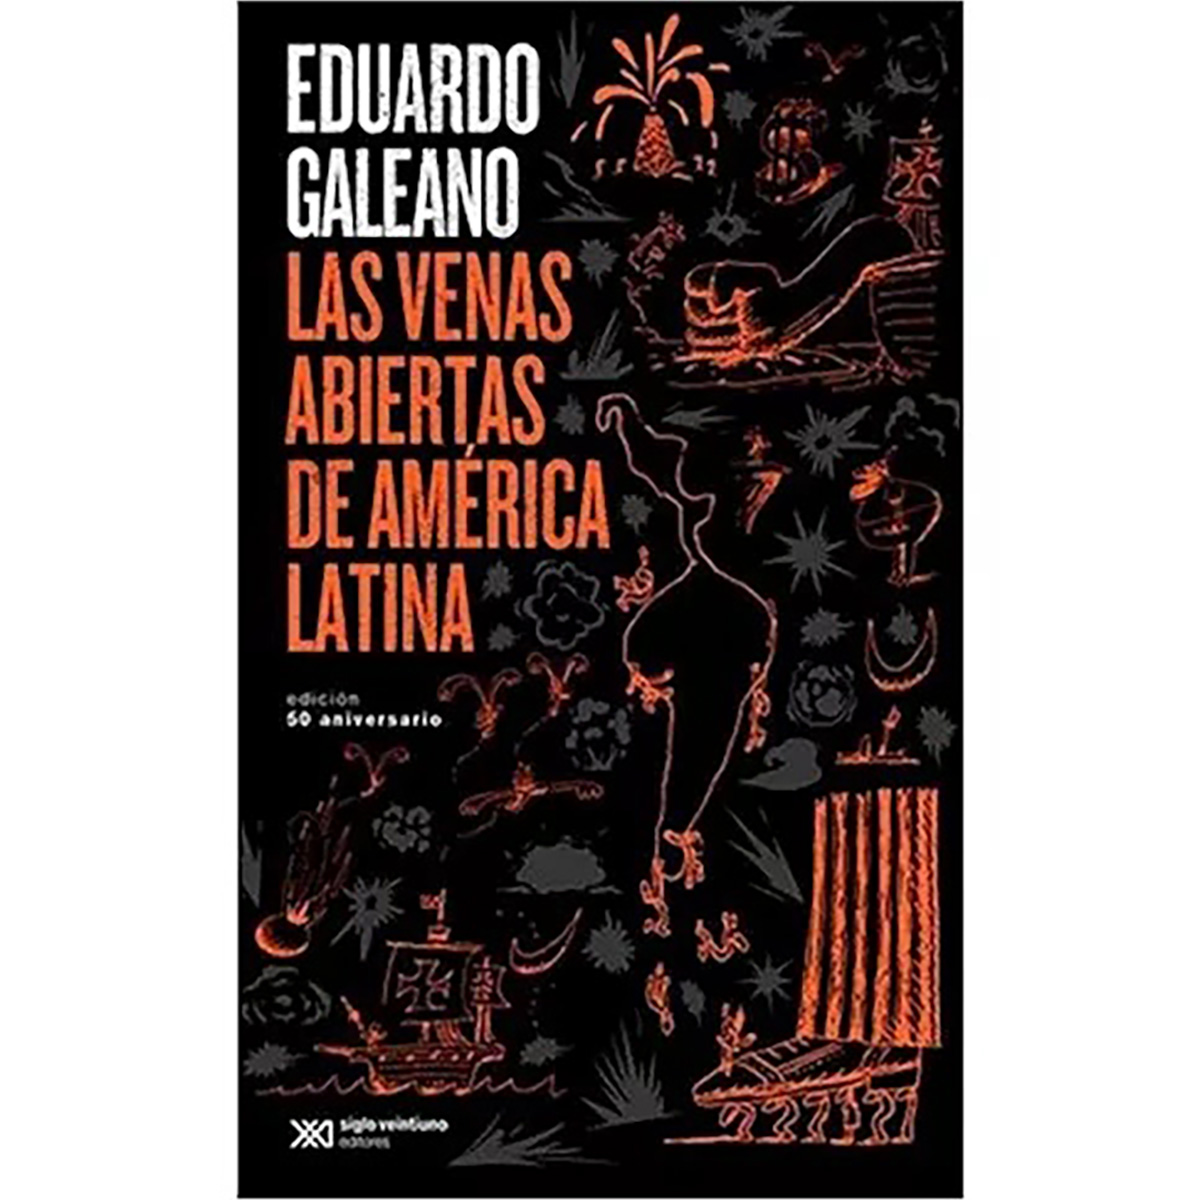 EDUARDO
GALEANO
LAS VENAS
ABIERTAS
DE AMÉRICA
LATINA
edición
50 aniversario
siglo veintiuno
editores